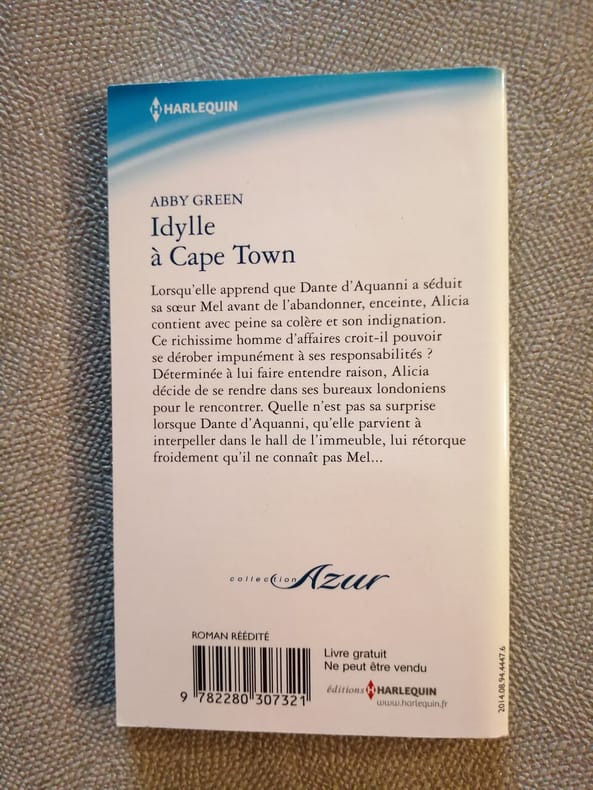 HARLEQUIN
ABBY GREEN
Idylle
à Cape Town
Lorsqu'elle apprend que Dante d'Aquanni a séduit
sa sœur Mel avant de l'abandonner, enceinte, Alicia
contient avec peine sa colère et son indignation.
Ce richissime homme d'affaires croit-il pouvoir
se dérober impunément à ses responsabilités ?
Déterminée à lui faire entendre raison, Alicia
décide de se rendre dans ses bureaux londoniens
pour le rencontrer. Quelle n'est pas sa surprise
lorsque Dante d'Aquanni, qu'elle parvient à
interpeller dans le hall de l'immeuble, lui rétorque
froidement qu'il ne connaît pas Mel...
collection Azur
ROMAN RÉÉDITÉ
Livre gratuit
Ne peut être vendu
9 782280 307321
éditions HARLEQUIN
www.harlequin.fr
2014.08.94.4447.6